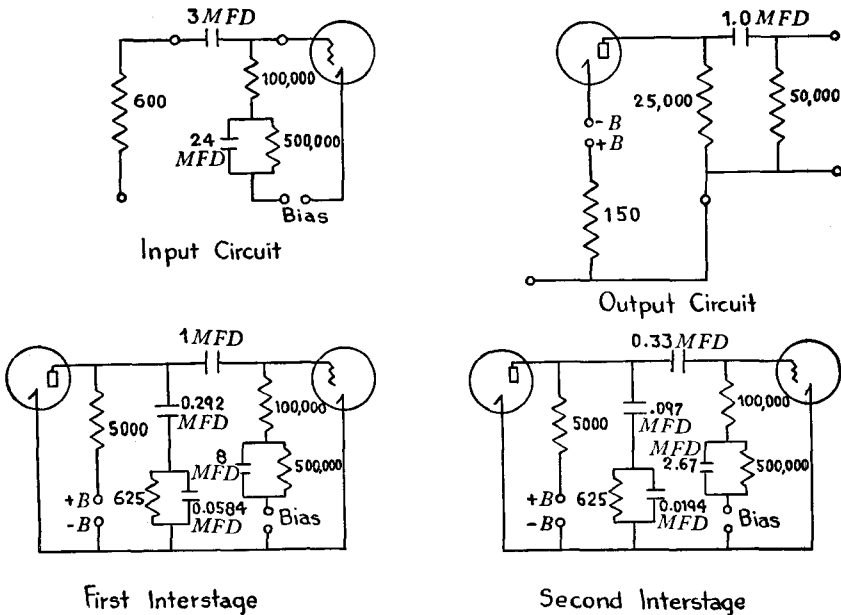 3 MFD
600
100,000
24
MFD
500,000
Bias
Input Circuit
1.0 MFD
25,000
50,000
- B
+ B
150
Output Circuit
1 MFD
0.292
MFD
100,000
5000
8
MFD
500,000
625
0.0584
MFD
+B
-B
Bias
First Interstage
0.33 MFD
.097
MFD
100,000
5000
MFD
2.67
500,000
625
0.0194
MFD
+B
-B
Bias
Second Interstage